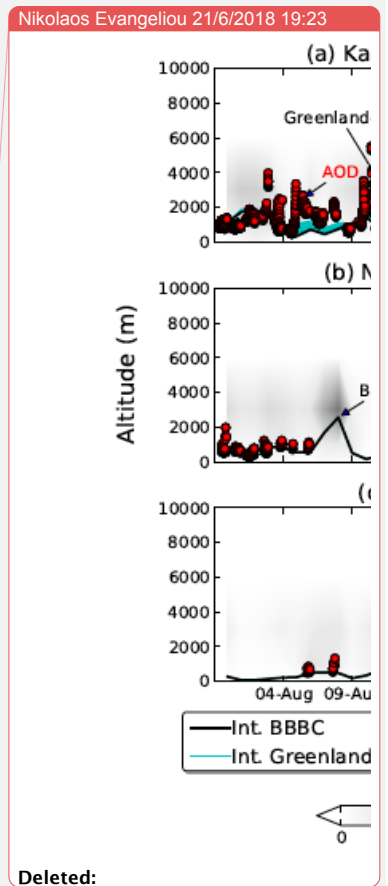 Nikolaos Evangeliou 21/6/2018 19:23
(a) Ka
10000
8000
6000
4000
2000
0
Greenland
AOD
(b) N
10000
8000
6000
4000
2000
0
B
Altitude (m)
(c
10000
8000
6000
4000
2000
0
04-Aug 09-Au
Int. BBBC
Int. Greenland
0
Deleted: